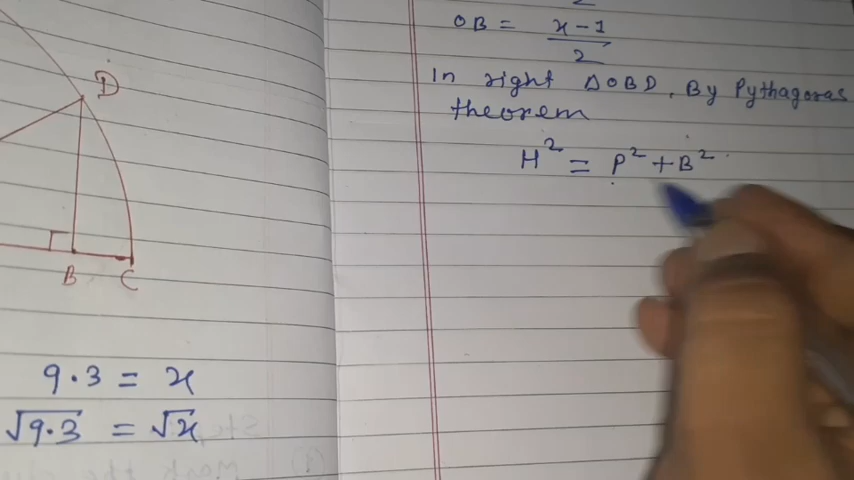 D
B C
9.3 = x
√9.3 = √x
OB = x-1
2
In right ΔOBD, By Pythagoras
theorem
H² = P² + B²